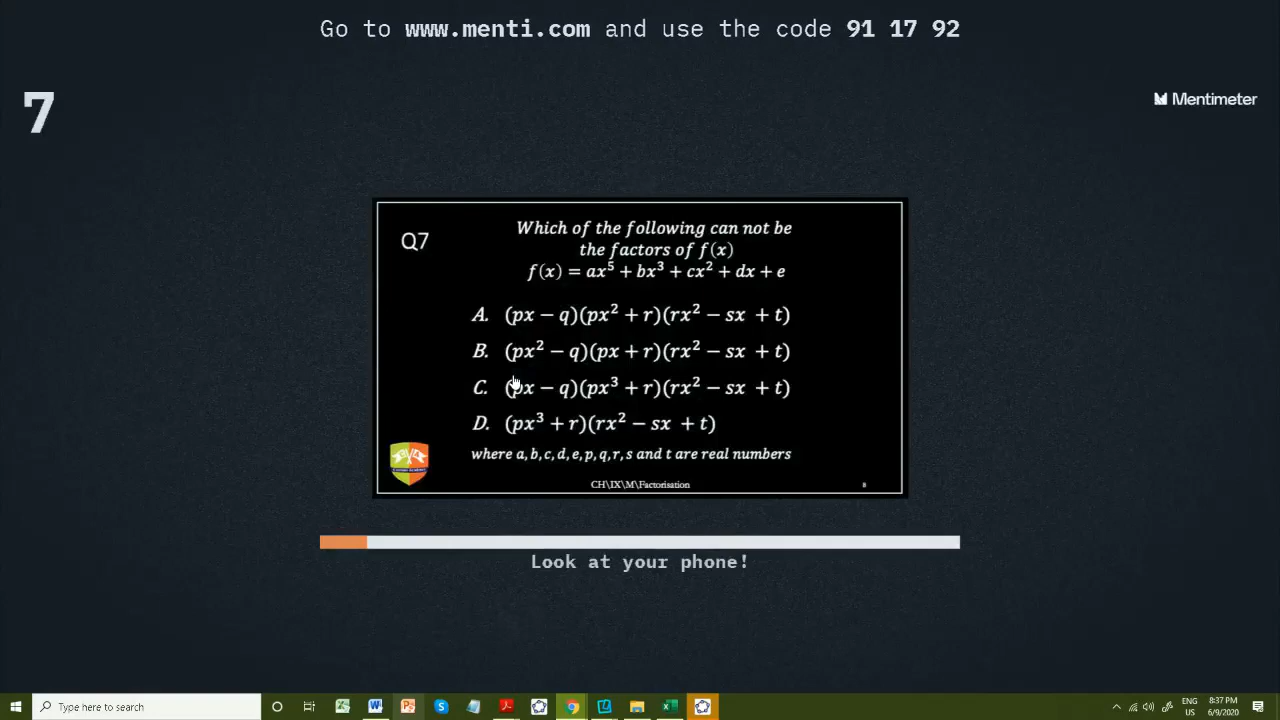 Go to www.menti.com and use the code 91 17 92
7
Mentimeter
Q7
Which of the following can not be
the factors of f(x)
f(x) = ax⁵ + bx³ + cx² + dx + e
A. (px − q)(px² + r)(rx² − sx + t)
B. (px² − q)(px + r)(rx² − sx + t)
C. (px − q)(px³ + r)(rx² − sx + t)
D. (px³ + r)(rx² − sx + t)
where a, b, c, d, e, p, q, r, s and t are real numbers
CH\IX\M\Factorisation
8
Look at your phone!
Type here to search
ENG
US
8:37 PM
6/9/2020